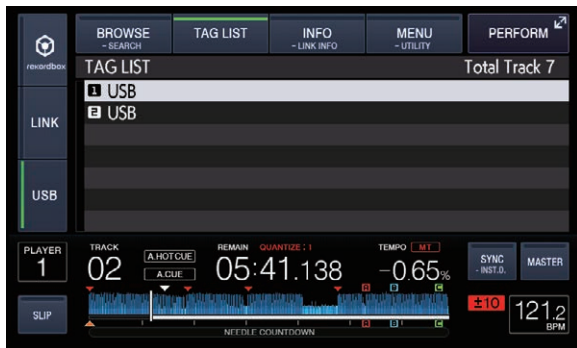 BROWSE
- SEARCH
TAG LIST
INFO
- LINK INFO
MENU
- UTILITY
PERFORM
rekordbox
TAG LIST
Total Track 7
1 USB
2 USB
LINK
USB
PLAYER
1
TRACK
02
A.HOT CUE
A.CUE
REMAIN
QUANTIZE : 1
05:41.138
TEMPO
MT
-0.65%
SYNC
- INST.D.
MASTER
SLIP
A
B
C
NEEDLE COUNTDOWN
A
B
C
±10
121.2
BPM